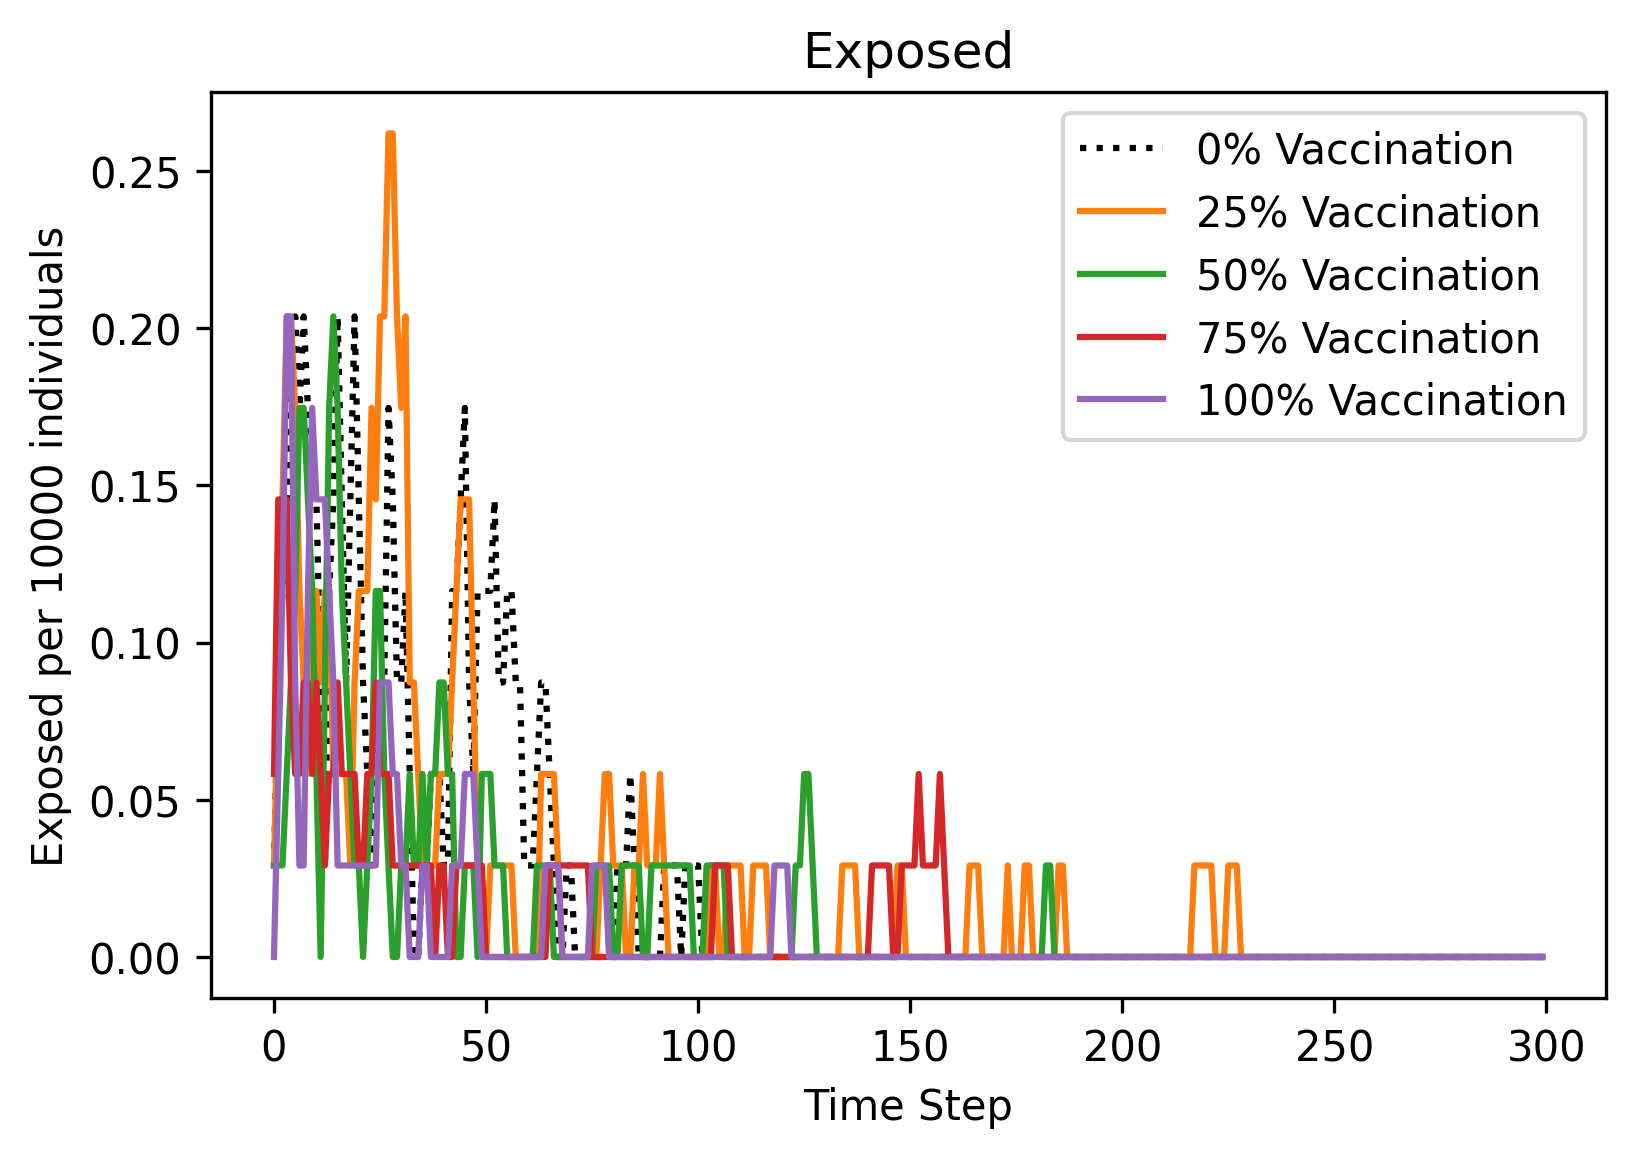 Exposed
Exposed per 10000 individuals
0.25
0.20
0.15
0.10
0.05
0.00
0% Vaccination
25% Vaccination
50% Vaccination
75% Vaccination
100% Vaccination
0 50 100 150 200 250 300
Time Step